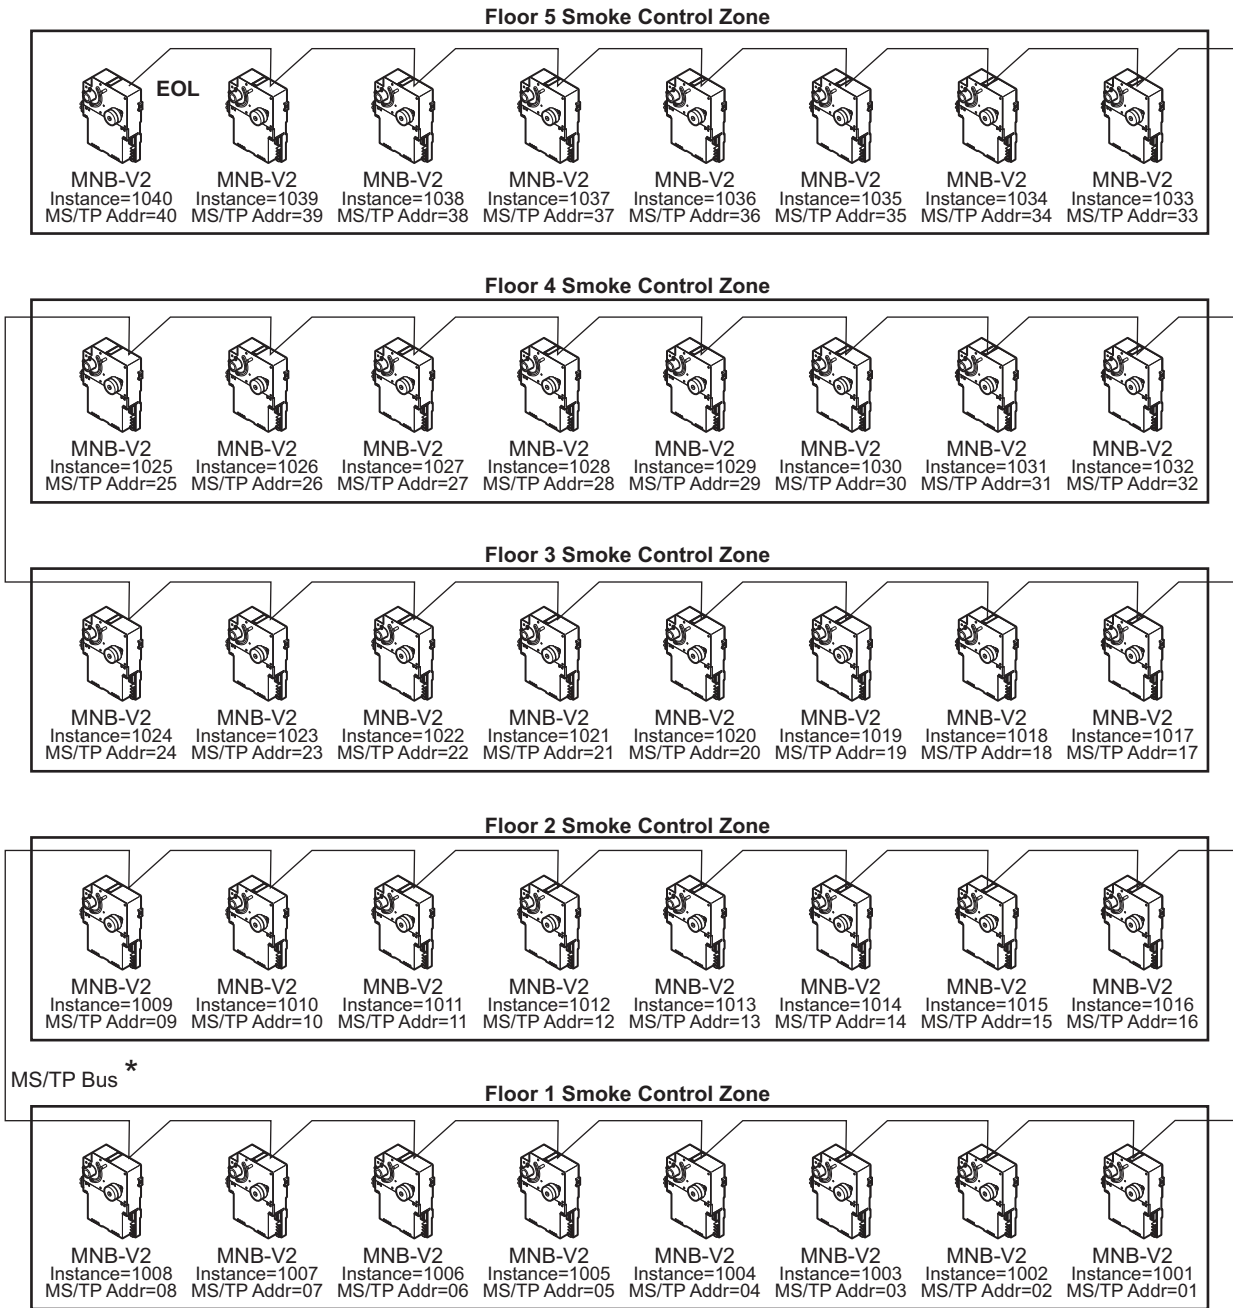 Floor 5 Smoke Control Zone
EOL
MNB-V2 MNB-V2 MNB-V2 MNB-V2 MNB-V2 MNB-V2 MNB-V2 MNB-V2
Instance=1040 Instance=1039 Instance=1038 Instance=1037 Instance=1036 Instance=1035 Instance=1034 Instance=1033
MS/TP Addr=40 MS/TP Addr=39 MS/TP Addr=38 MS/TP Addr=37 MS/TP Addr=36 MS/TP Addr=35 MS/TP Addr=34 MS/TP Addr=33
Floor 4 Smoke Control Zone
MNB-V2 MNB-V2 MNB-V2 MNB-V2 MNB-V2 MNB-V2 MNB-V2 MNB-V2
Instance=1025 Instance=1026 Instance=1027 Instance=1028 Instance=1029 Instance=1030 Instance=1031 Instance=1032
MS/TP Addr=25 MS/TP Addr=26 MS/TP Addr=27 MS/TP Addr=28 MS/TP Addr=29 MS/TP Addr=30 MS/TP Addr=31 MS/TP Addr=32
Floor 3 Smoke Control Zone
MNB-V2 MNB-V2 MNB-V2 MNB-V2 MNB-V2 MNB-V2 MNB-V2 MNB-V2
Instance=1024 Instance=1023 Instance=1022 Instance=1021 Instance=1020 Instance=1019 Instance=1018 Instance=1017
MS/TP Addr=24 MS/TP Addr=23 MS/TP Addr=22 MS/TP Addr=21 MS/TP Addr=20 MS/TP Addr=19 MS/TP Addr=18 MS/TP Addr=17
Floor 2 Smoke Control Zone
MNB-V2 MNB-V2 MNB-V2 MNB-V2 MNB-V2 MNB-V2 MNB-V2 MNB-V2
Instance=1009 Instance=1010 Instance=1011 Instance=1012 Instance=1013 Instance=1014 Instance=1015 Instance=1016
MS/TP Addr=09 MS/TP Addr=10 MS/TP Addr=11 MS/TP Addr=12 MS/TP Addr=13 MS/TP Addr=14 MS/TP Addr=15 MS/TP Addr=16
MS/TP Bus *
Floor 1 Smoke Control Zone
MNB-V2 MNB-V2 MNB-V2 MNB-V2 MNB-V2 MNB-V2 MNB-V2 MNB-V2
Instance=1008 Instance=1007 Instance=1006 Instance=1005 Instance=1004 Instance=1003 Instance=1002 Instance=1001
MS/TP Addr=08 MS/TP Addr=07 MS/TP Addr=06 MS/TP Addr=05 MS/TP Addr=04 MS/TP Addr=03 MS/TP Addr=02 MS/TP Addr=01